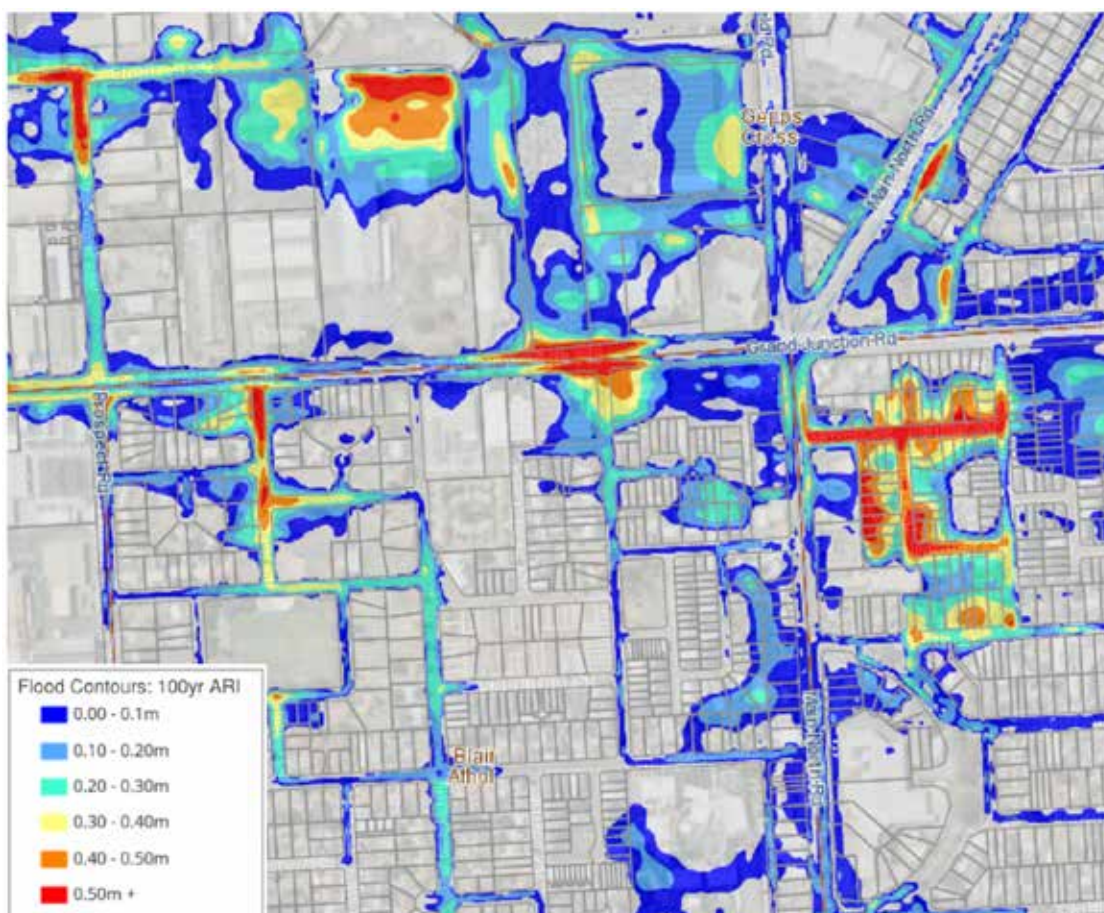 Gepps
Cross
Main North Rd
Grand Junction Rd
Prospect Rd
Flood Contours: 100yr ARI
0.00 - 0.1m
0.10 - 0.20m
0.20 - 0.30m
0.30 - 0.40m
0.40 - 0.50m
0.50m +
Blair
Athol
Main North Rd